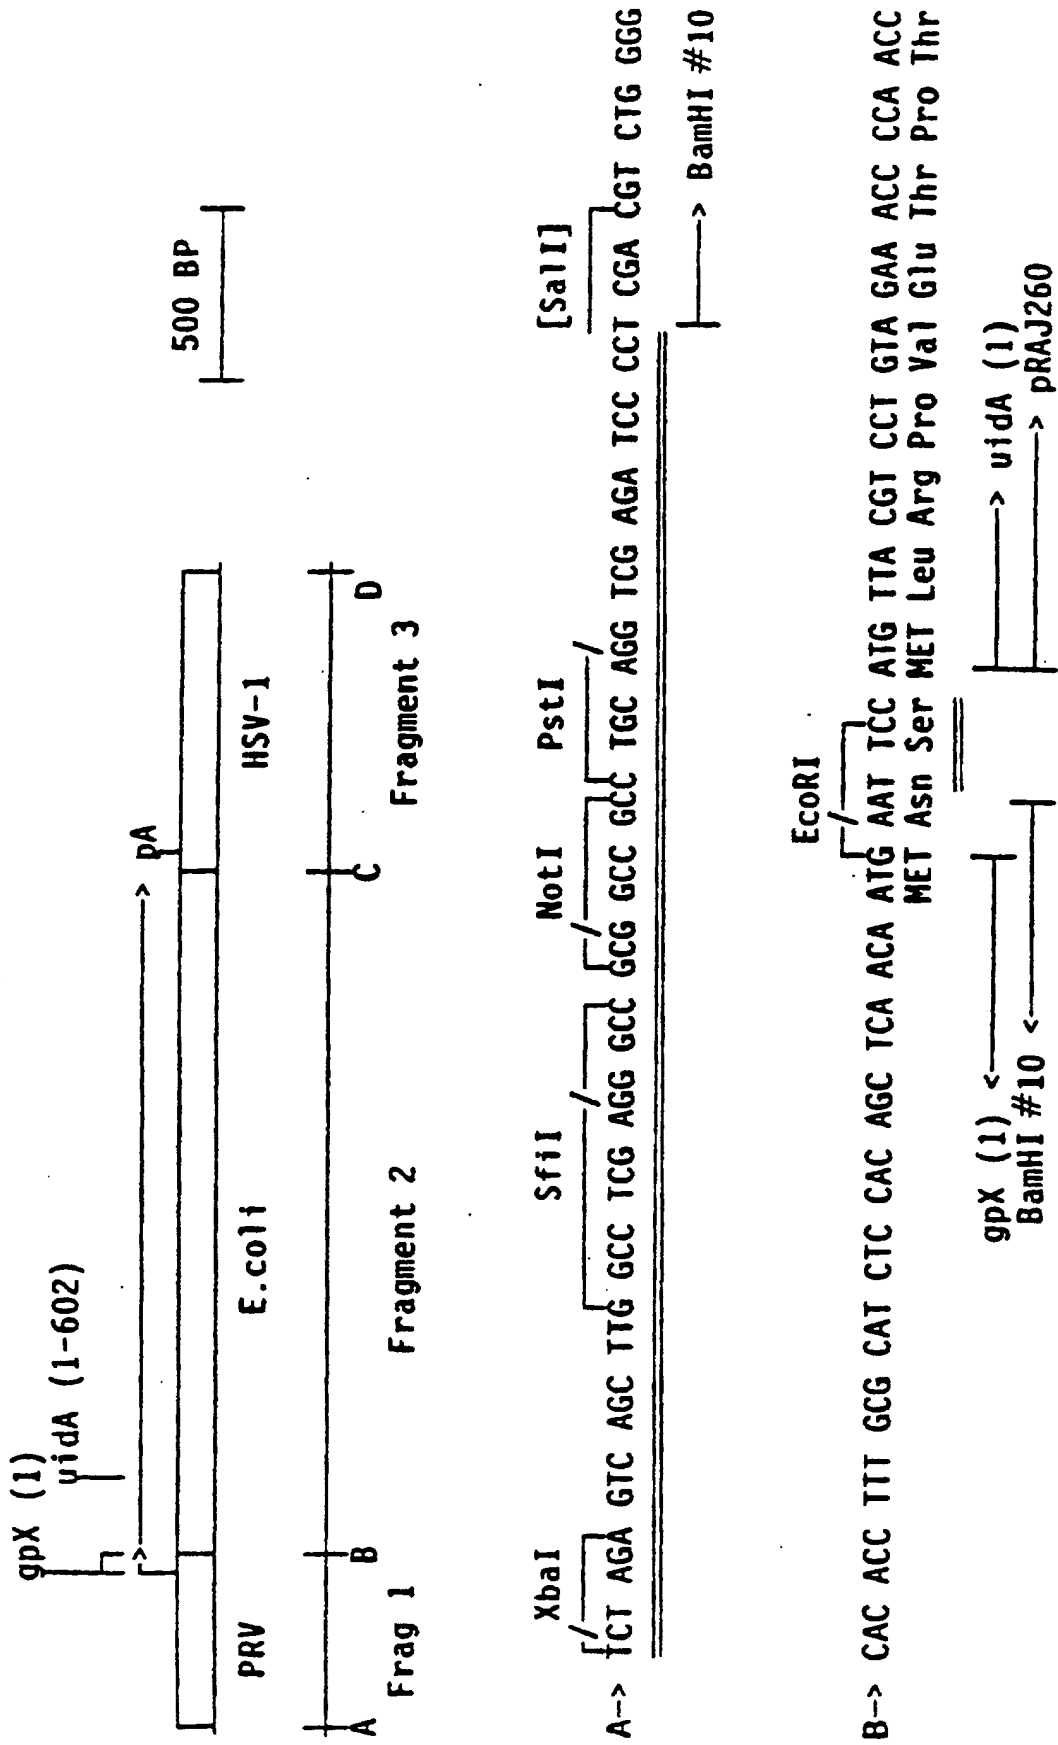 gpX (1)
uidA (1-602)
pA
500 BP
PRV
E.coli
HSV-1
A
B
C
D
Frag 1
Fragment 2
Fragment 3
XbaI
SfiI
NotI
PstI
[SalI]
A--> TCT AGA GTC AGC TTG GCC TCG AGG GCC GCG GCC GCC TGC AGG TCG AGA TCC CCT CGA CGT CTG GGG
> BamHI #10
EcoRI
B--> CAC ACC TTT GCG CAT CTC CAC AGC TCA ACA ATG AAT TCC ATG TTA CGT CCT GTA GAA ACC CCA ACC
MET Asn Ser MET Leu Arg Pro Val Glu Thr Pro Thr
gpX (1) <
> uidA (1)
BamHI #10 <
> pRAJ260